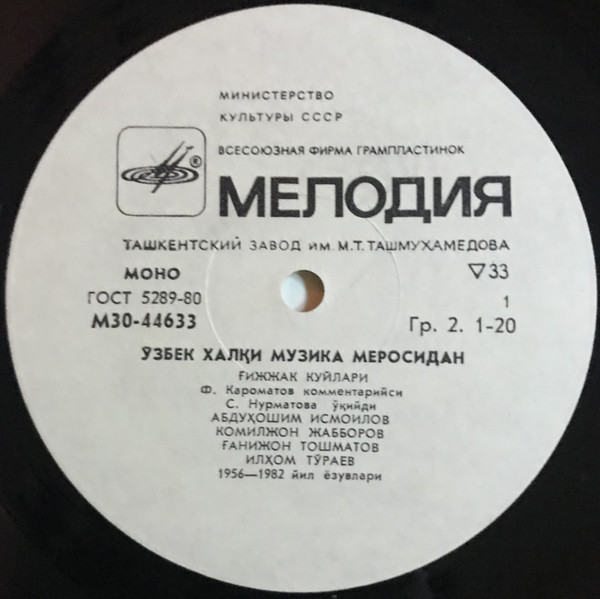 МИНИСТЕРСТВО
КУЛЬТУРЫ СССР
ВСЕСОЮЗНАЯ ФИРМА ГРАМПЛАСТИНОК
®
МЕЛОДИЯ
ТАШКЕНТСКИЙ ЗАВОД ИМ. М.Т. ТАШМУХАМЕДОВА
МОНО ▽33
ГОСТ 5289-80 1
М30-44633 Гр. 2. 1-20
ЎЗБЕК ХАЛҚИ МУЗИКА МЕРОСИДАН
ҒИЖЖАК КУЙЛАРИ
Ф. Кароматов комментарийси
С. Нурматова ўқийди
АБДУҲОШИМ ИСМОИЛОВ
КОМИЛЖОН ЖАББОРОВ
ҒАНИЖОН ТОШМАТОВ
ИЛҲОМ ТЎРАЕВ
1956—1982 йил ёзувлари